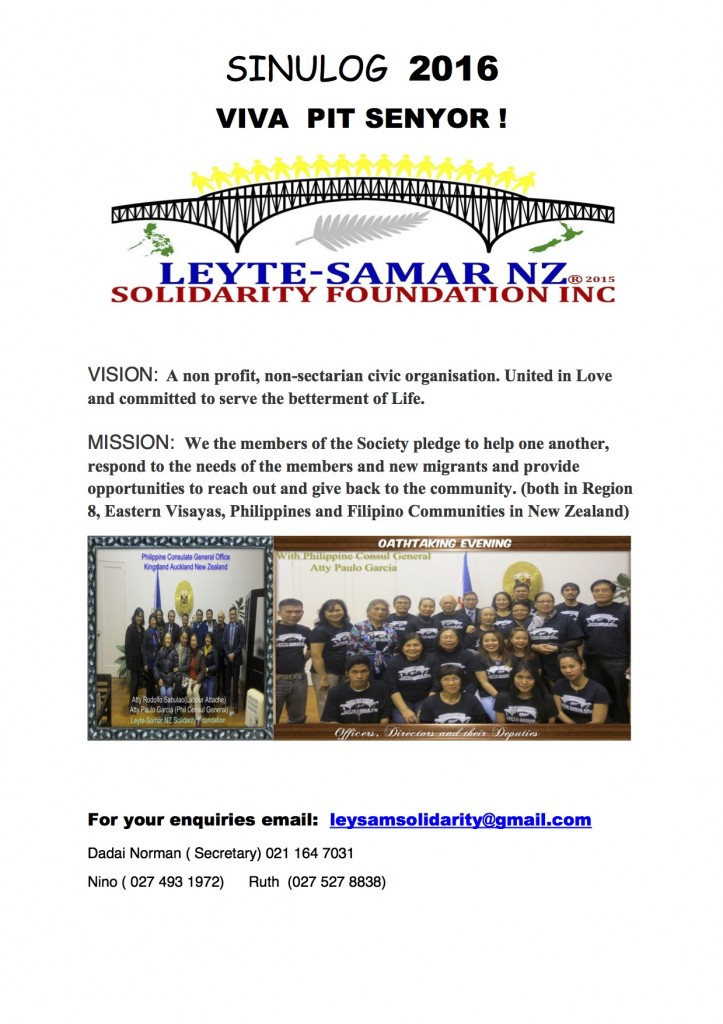 SINULOG 2016
VIVA PIT SENYOR !
LEYTE-SAMAR NZ ® 2015
SOLIDARITY FOUNDATION INC
VISION: A non profit, non-sectarian civic organisation. United in Love
and committed to serve the betterment of Life.
MISSION: We the members of the Society pledge to help one another,
respond to the needs of the members and new migrants and provide
opportunities to reach out and give back to the community. (both in Region
8, Eastern Visayas, Philippines and Filipino Communities in New Zealand)
Philippine Consulate General Office
Kingsland Auckland New Zealand
Atty Rodolfo Sabulao(Labour Attache)
Atty Paulo Garcia (Phil Consul General)
Leyte-Samar NZ Solidarity Foundation
OATHTAKING EVENING
With Philippine Consul General
Atty Paulo Garcia
Officers, Directors and their Deputies
For your enquiries email: leysamsolidarity@gmail.com
Dadai Norman ( Secretary) 021 164 7031
Nino ( 027 493 1972) Ruth (027 527 8838)